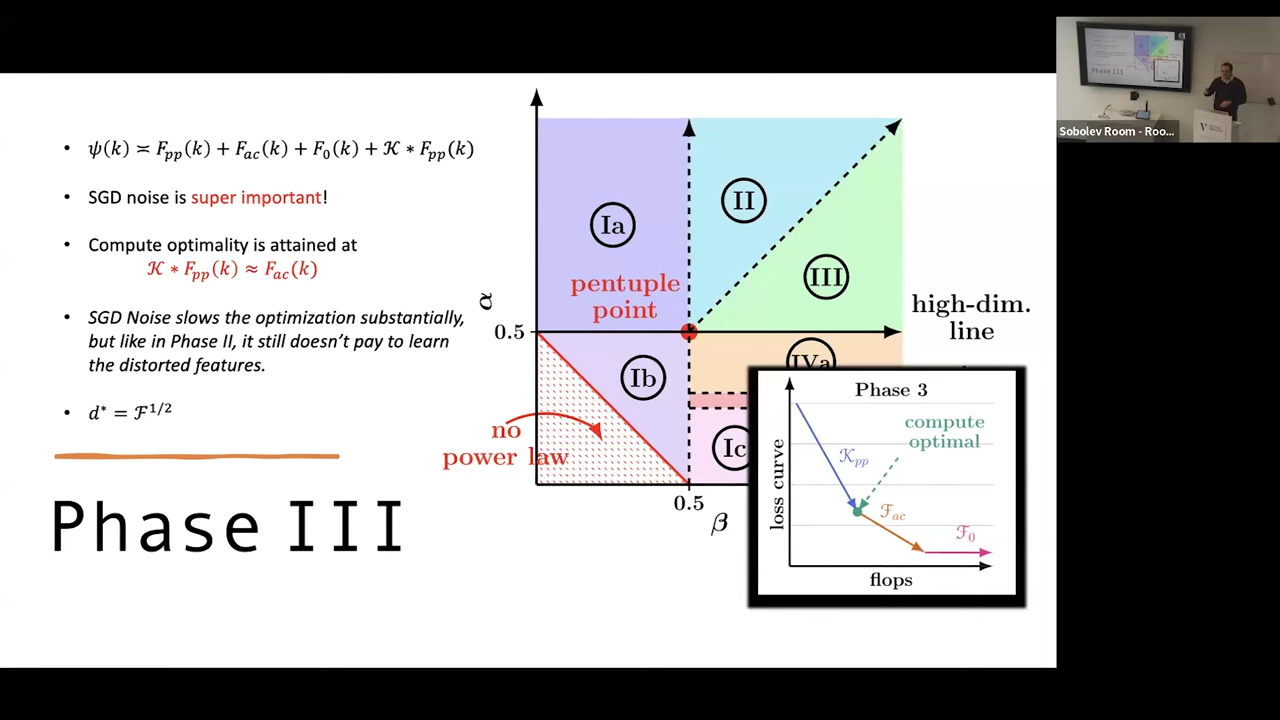 • ψ(k) ≍ F_pp(k) + F_ac(k) + F_0(k) + 𝒦 ∗ F_pp(k)
• SGD noise is super important!
• Compute optimality is attained at
𝒦 ∗ F_pp(k) ≈ F_ac(k)
• SGD Noise slows the optimization substantially,
but like in Phase II, it still doesn't pay to learn
the distorted features.
• d* = ℱ^{1/2}
Phase III
Ia
II
III
pentuple
point
α
0.5
high-dim.
line
Ib
IVa
no
power law
Ic
0.5
β
Phase 3
compute
optimal
loss curve
𝒦_pp
ℱ_ac
ℱ_0
flops
Phase III
Sobolev Room - Roo...